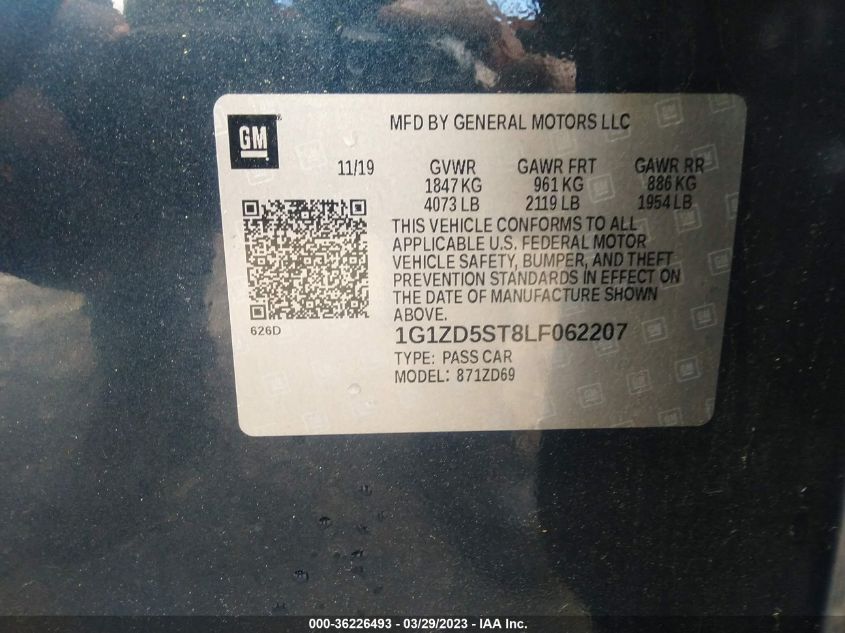 GM
MFD BY GENERAL MOTORS LLC
11/19 GVWR GAWR FRT GAWR RR
1847 KG 961 KG 886 KG
4073 LB 2119 LB 1954 LB
THIS VEHICLE CONFORMS TO ALL
APPLICABLE U.S. FEDERAL MOTOR
VEHICLE SAFETY, BUMPER, AND THEFT
PREVENTION STANDARDS IN EFFECT ON
THE DATE OF MANUFACTURE SHOWN
ABOVE.
626D
1G1ZD5ST8LF062207
TYPE: PASS CAR
MODEL: 871ZD69
000-36226493 - 03/29/2023 - IAA Inc.